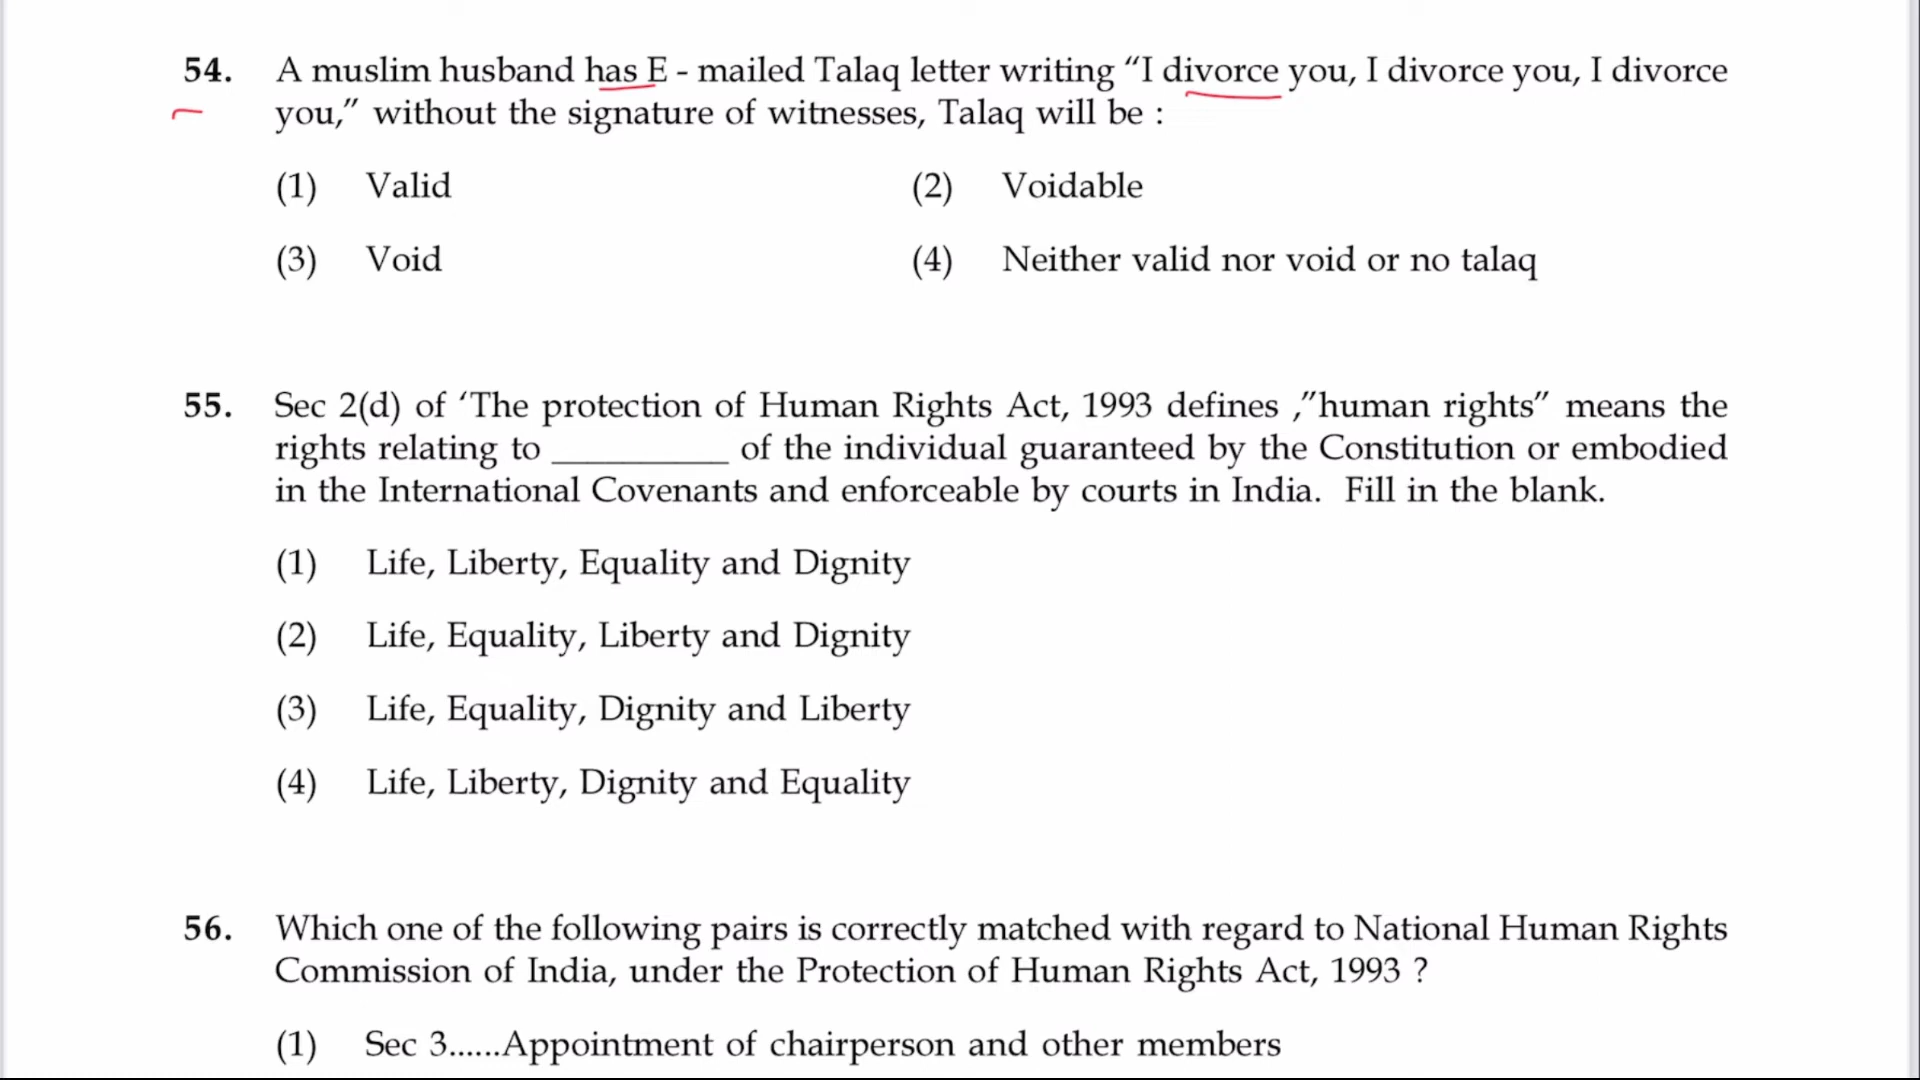 54. A muslim husband has E - mailed Talaq letter writing “I divorce you, I divorce you, I divorce
you,” without the signature of witnesses, Talaq will be :
(1) Valid (2) Voidable
(3) Void (4) Neither valid nor void or no talaq
55. Sec 2(d) of ‘The protection of Human Rights Act, 1993 defines ,”human rights” means the
rights relating to __________ of the individual guaranteed by the Constitution or embodied
in the International Covenants and enforceable by courts in India. Fill in the blank.
(1) Life, Liberty, Equality and Dignity
(2) Life, Equality, Liberty and Dignity
(3) Life, Equality, Dignity and Liberty
(4) Life, Liberty, Dignity and Equality
56. Which one of the following pairs is correctly matched with regard to National Human Rights
Commission of India, under the Protection of Human Rights Act, 1993 ?
(1) Sec 3......Appointment of chairperson and other members